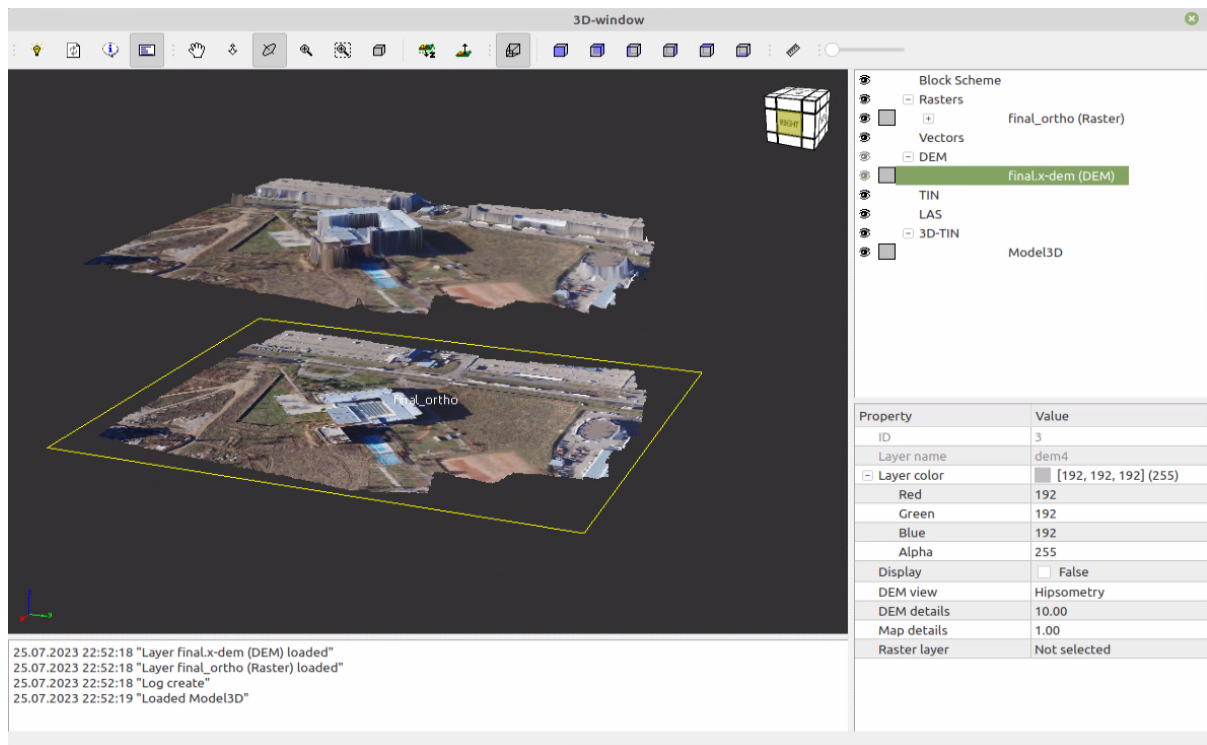 3D-window
RIGHT
final_ortho
Block Scheme
Rasters
final_ortho (Raster)
Vectors
DEM
final.x-dem (DEM)
TIN
LAS
3D-TIN
Model3D
Property Value
ID 3
Layer name dem4
Layer color [192, 192, 192] (255)
Red 192
Green 192
Blue 192
Alpha 255
Display False
DEM view Hipsometry
DEM details 10.00
Map details 1.00
Raster layer Not selected
25.07.2023 22:52:18 "Layer final.x-dem (DEM) loaded"
25.07.2023 22:52:18 "Layer final_ortho (Raster) loaded"
25.07.2023 22:52:18 "Log create"
25.07.2023 22:52:19 "Loaded Model3D"